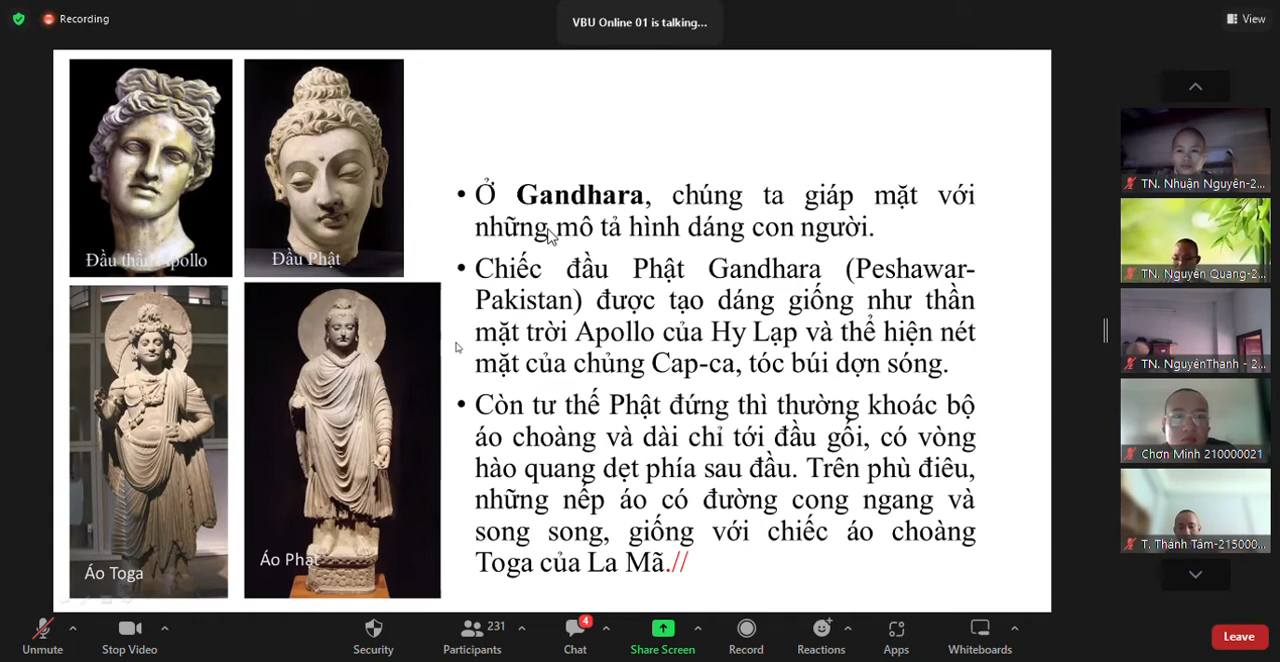 Recording
VBU Online 01 is talking...
View
Đầu thần Apollo
Đầu Phật
Áo Toga
Áo Phật
• Ở Gandhara, chúng ta giáp mặt với
những mô tả hình dáng con người.
• Chiếc đầu Phật Gandhara (Peshawar-
Pakistan) được tạo dáng giống như thần
mặt trời Apollo của Hy Lạp và thể hiện nét
mặt của chủng Cap-ca, tóc búi dợn sóng.
• Còn tư thế Phật đứng thì thường khoác bộ
áo choàng và dài chỉ tới đầu gối, có vòng
hào quang dẹt phía sau đầu. Trên phù điêu,
những nếp áo có đường cong ngang và
song song, giống với chiếc áo choàng
Toga của La Mã.//
TN. Nhuận Nguyên-2...
TN. Nguyên Quang-2...
TN. NguyênThanh - 2...
Chơn Minh 210000021
T. Thánh Tâm-215000...
Unmute
Stop Video
Security
231
Participants
4
Chat
Share Screen
Record
Reactions
Apps
Whiteboards
Leave